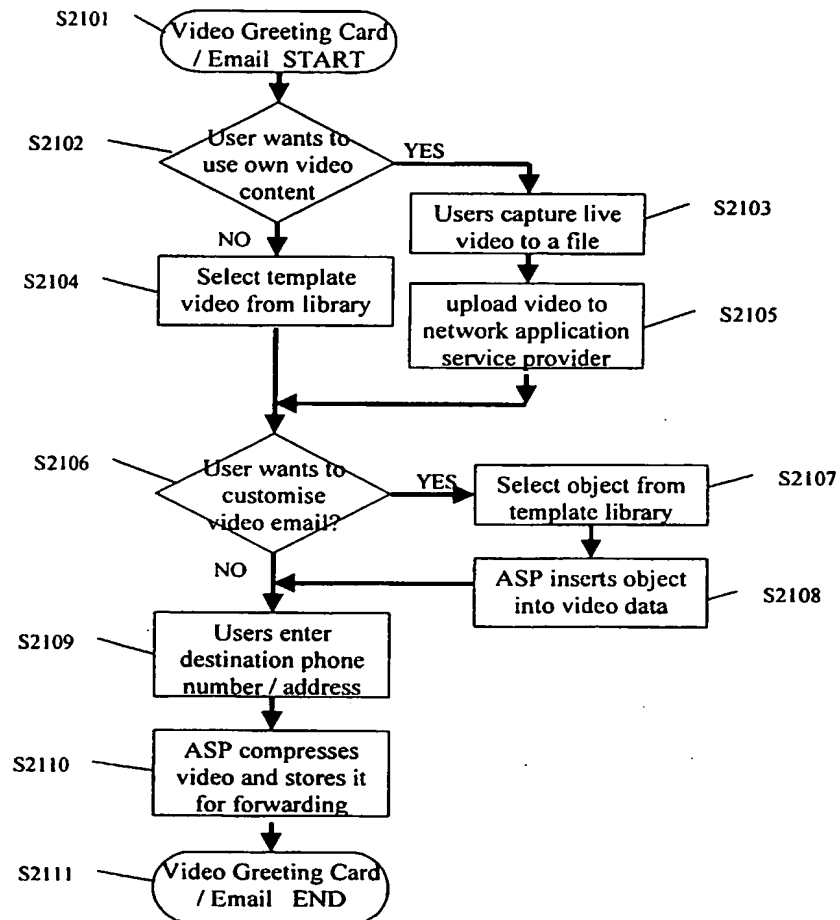 S2101
Video Greeting Card
/ Email START
S2102
User wants to
use own video
content
YES
NO
Users capture live
video to a file
S2103
S2104
Select template
video from library
upload video to
network application
service provider
S2105
S2106
User wants to
customise
video email?
YES
NO
Select object from
template library
S2107
ASP inserts object
into video data
S2108
S2109
Users enter
destination phone
number / address
S2110
ASP compresses
video and stores it
for forwarding
S2111
Video Greeting Card
/ Email END